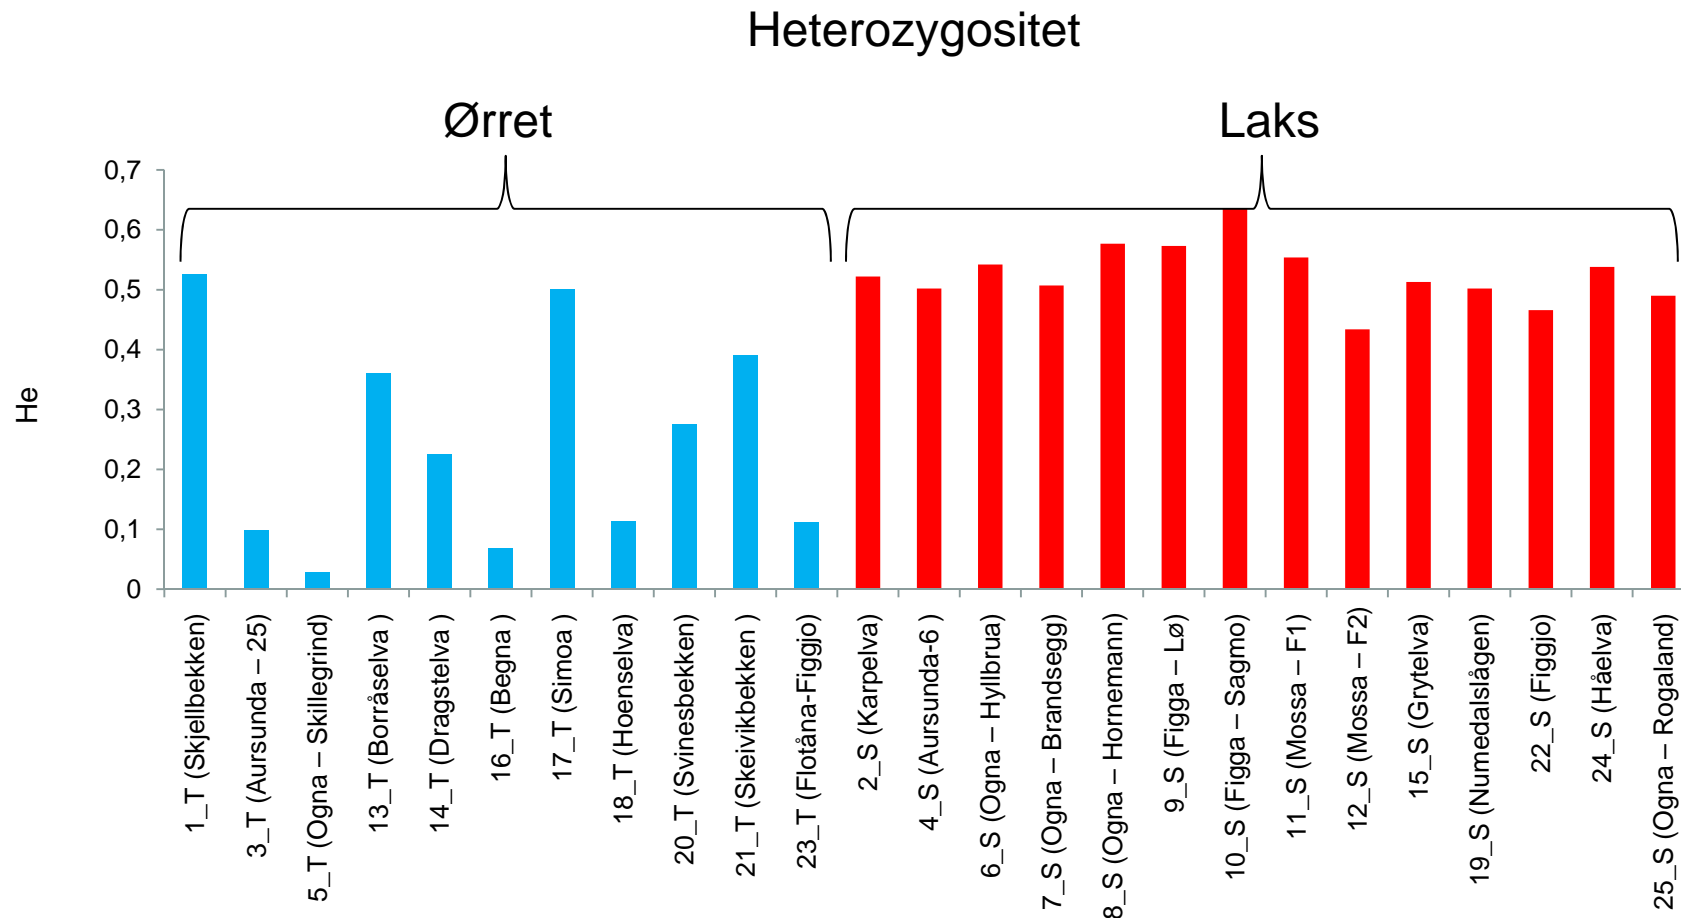 Heterozygositet
Ørret
Laks
0,7
0,6
0,5
0,4
0,3
0,2
0,1
0
He
1_T (Skjellbekken)
3_T (Aursunda – 25)
5_T (Ogna – Skillegrind)
13_T (Borråselva )
14_T (Dragstelva )
16_T (Begna )
17_T (Simoa )
18_T (Hoenselva)
20_T (Svinesbekken)
21_T (Skeivikbekken )
23_T (Flotåna-Figgjo)
2_S (Karpelva)
4_S (Aursunda-6 )
6_S (Ogna – Hyllbrua)
7_S (Ogna – Brandsegg)
8_S (Ogna – Hornemann)
9_S (Figga – Lø)
10_S (Figga – Sagmo)
11_S (Mossa – F1)
12_S (Mossa – F2)
15_S (Grytelva)
19_S (Numedalslågen)
22_S (Figgjo)
24_S (Håelva)
25_S (Ogna – Rogaland)